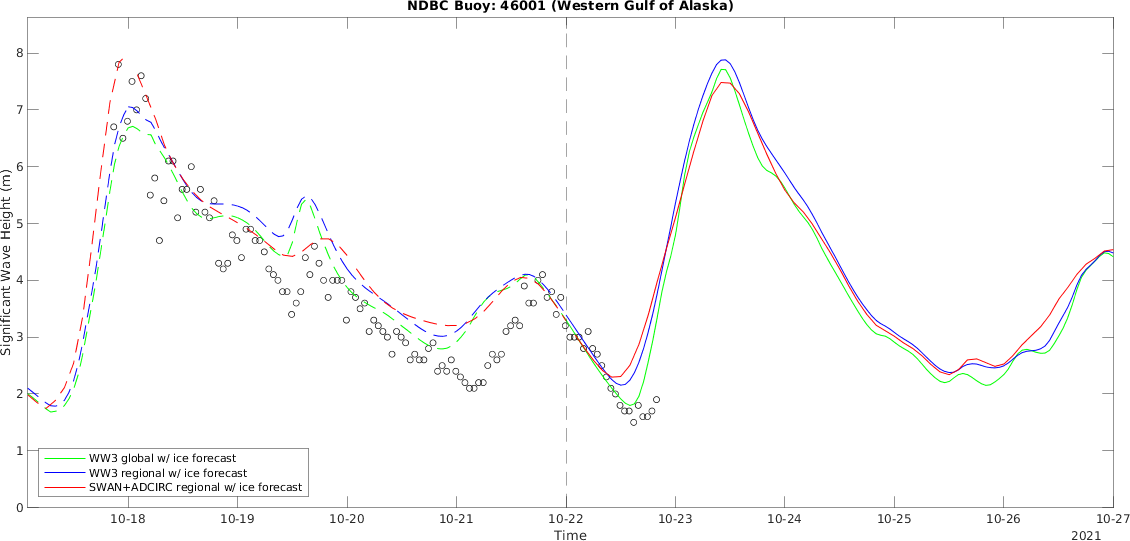 NDBC Buoy: 46001 (Western Gulf of Alaska)
Significant Wave Height (m)
8
7
6
5
4
3
2
1
0
WW3 global w/ ice forecast
WW3 regional w/ ice forecast
SWAN+ADCIRC regional w/ ice forecast
10-18 10-19 10-20 10-21 10-22 10-23 10-24 10-25 10-26 10-27
Time
2021